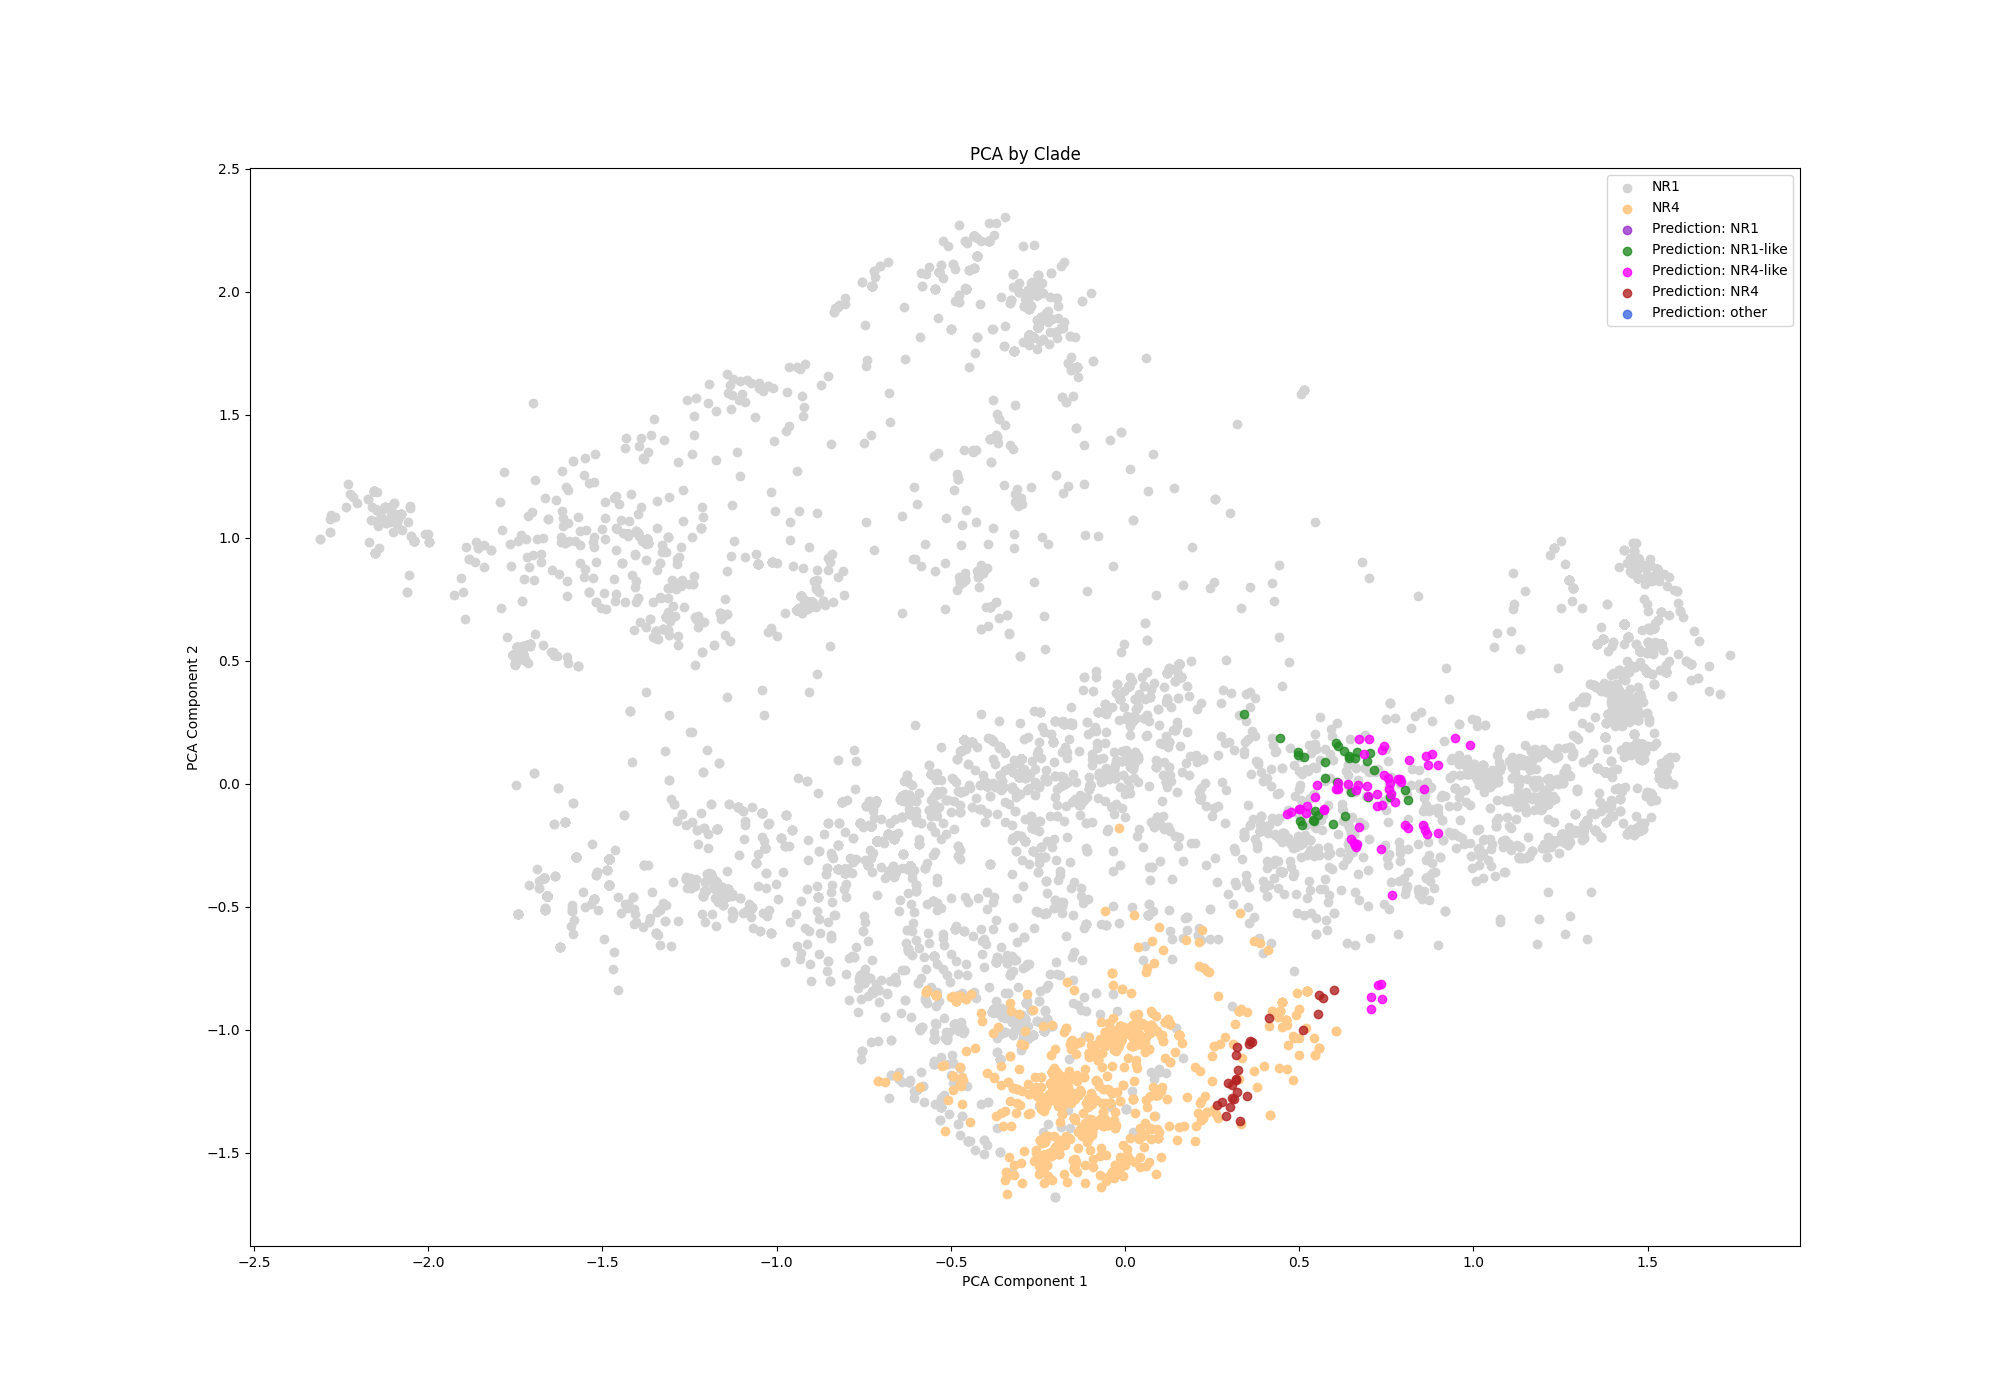 PCA by Clade
NR1
NR4
Prediction: NR1
Prediction: NR1-like
Prediction: NR4-like
Prediction: NR4
Prediction: other
PCA Component 2
2.5
2.0
1.5
1.0
0.5
0.0
−0.5
−1.0
−1.5
−2.5
−2.0
−1.5
−1.0
−0.5
0.0
0.5
1.0
1.5
PCA Component 1